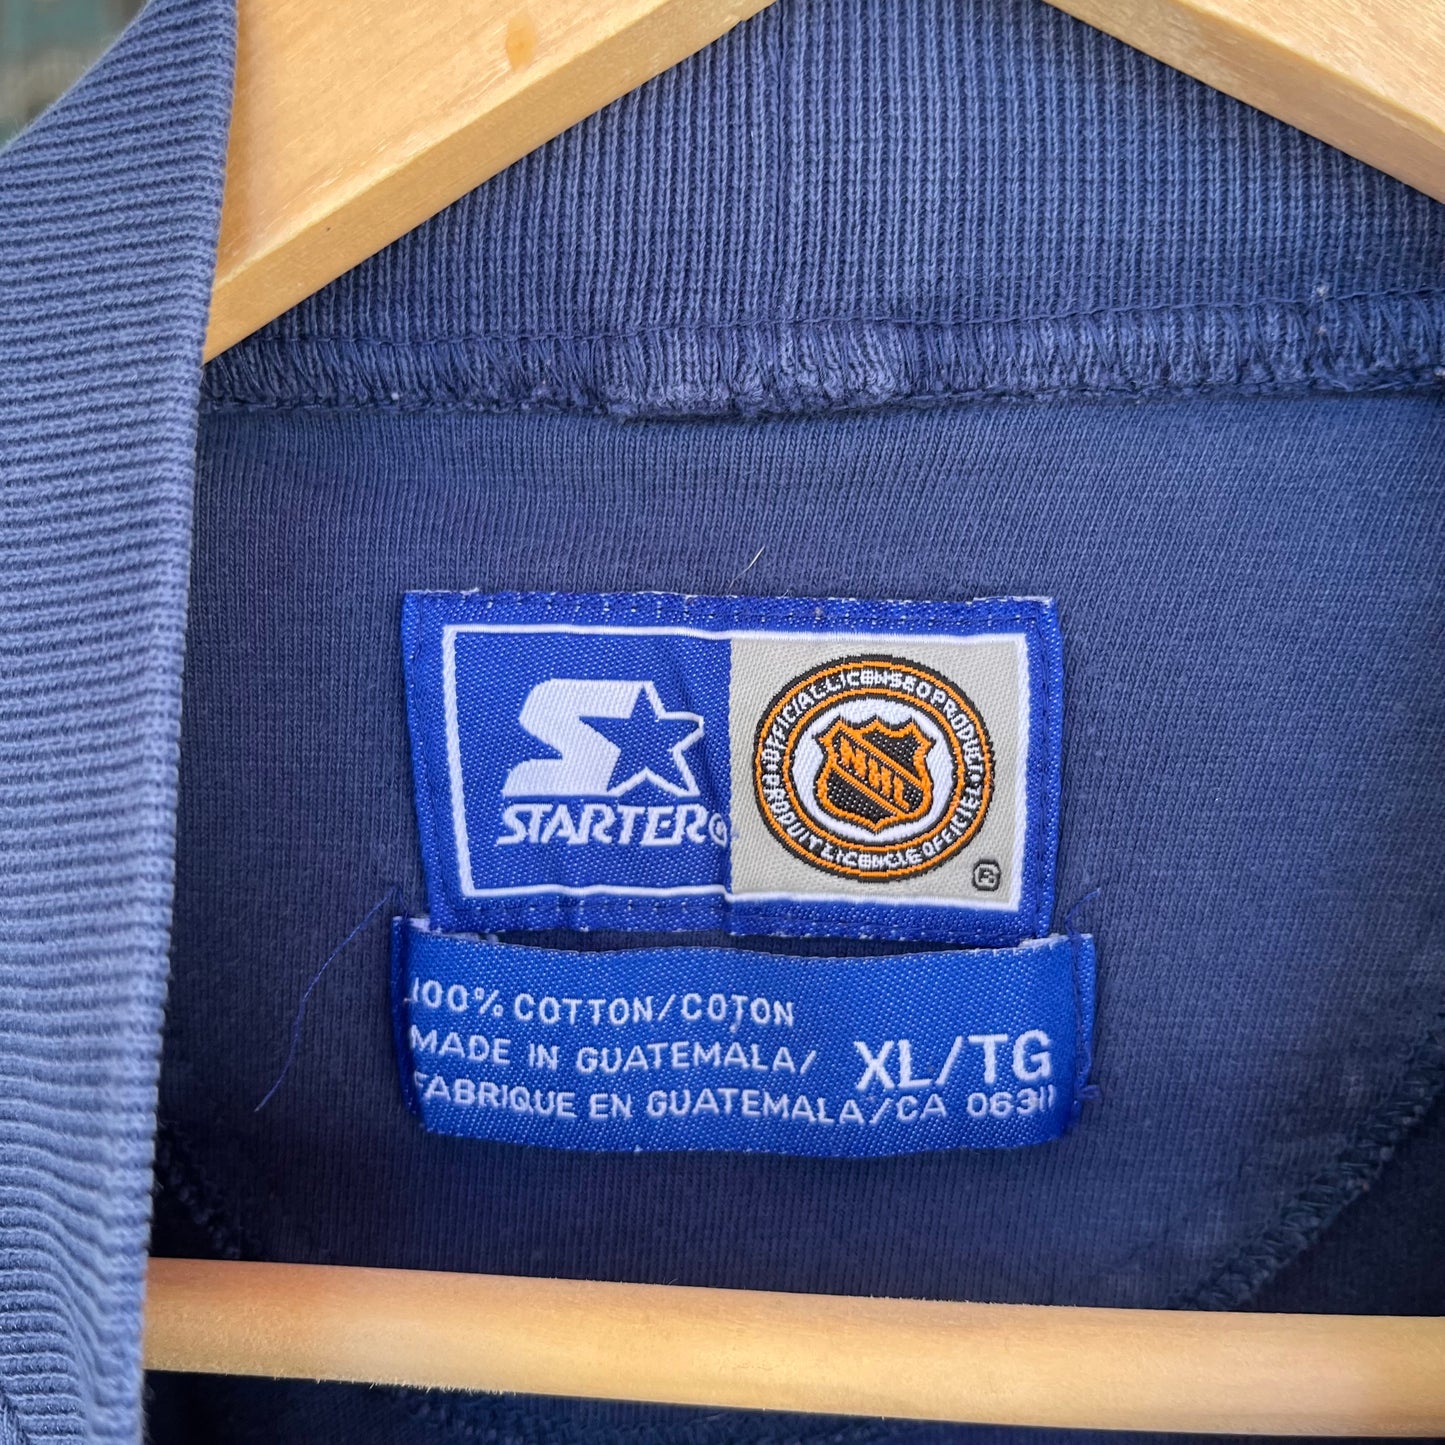 STARTER®
OFFICIAL LICENSED PRODUCT
NHL
PRODUIT LICENCIE OFFICIEL
®
100% COTTON/COTON
MADE IN GUATEMALA/
XL/TG
FABRIQUE EN GUATEMALA/CA 06311